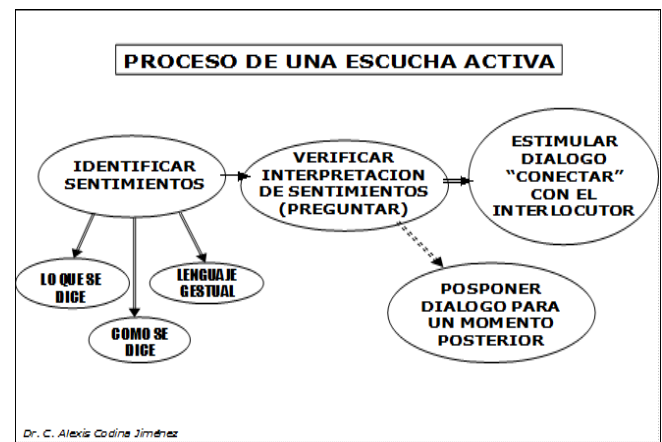 PROCESO DE UNA ESCUCHA ACTIVA
IDENTIFICAR
SENTIMIENTOS
VERIFICAR
INTERPRETACION
DE SENTIMIENTOS
(PREGUNTAR)
ESTIMULAR
DIALOGO
“CONECTAR”
CON EL
INTERLOCUTOR
LO QUE SE
DICE
COMO SE
DICE
LENGUAJE
GESTUAL
POSPONER
DIALOGO PARA
UN MOMENTO
POSTERIOR
Dr. C. Alexis Codina Jiménez